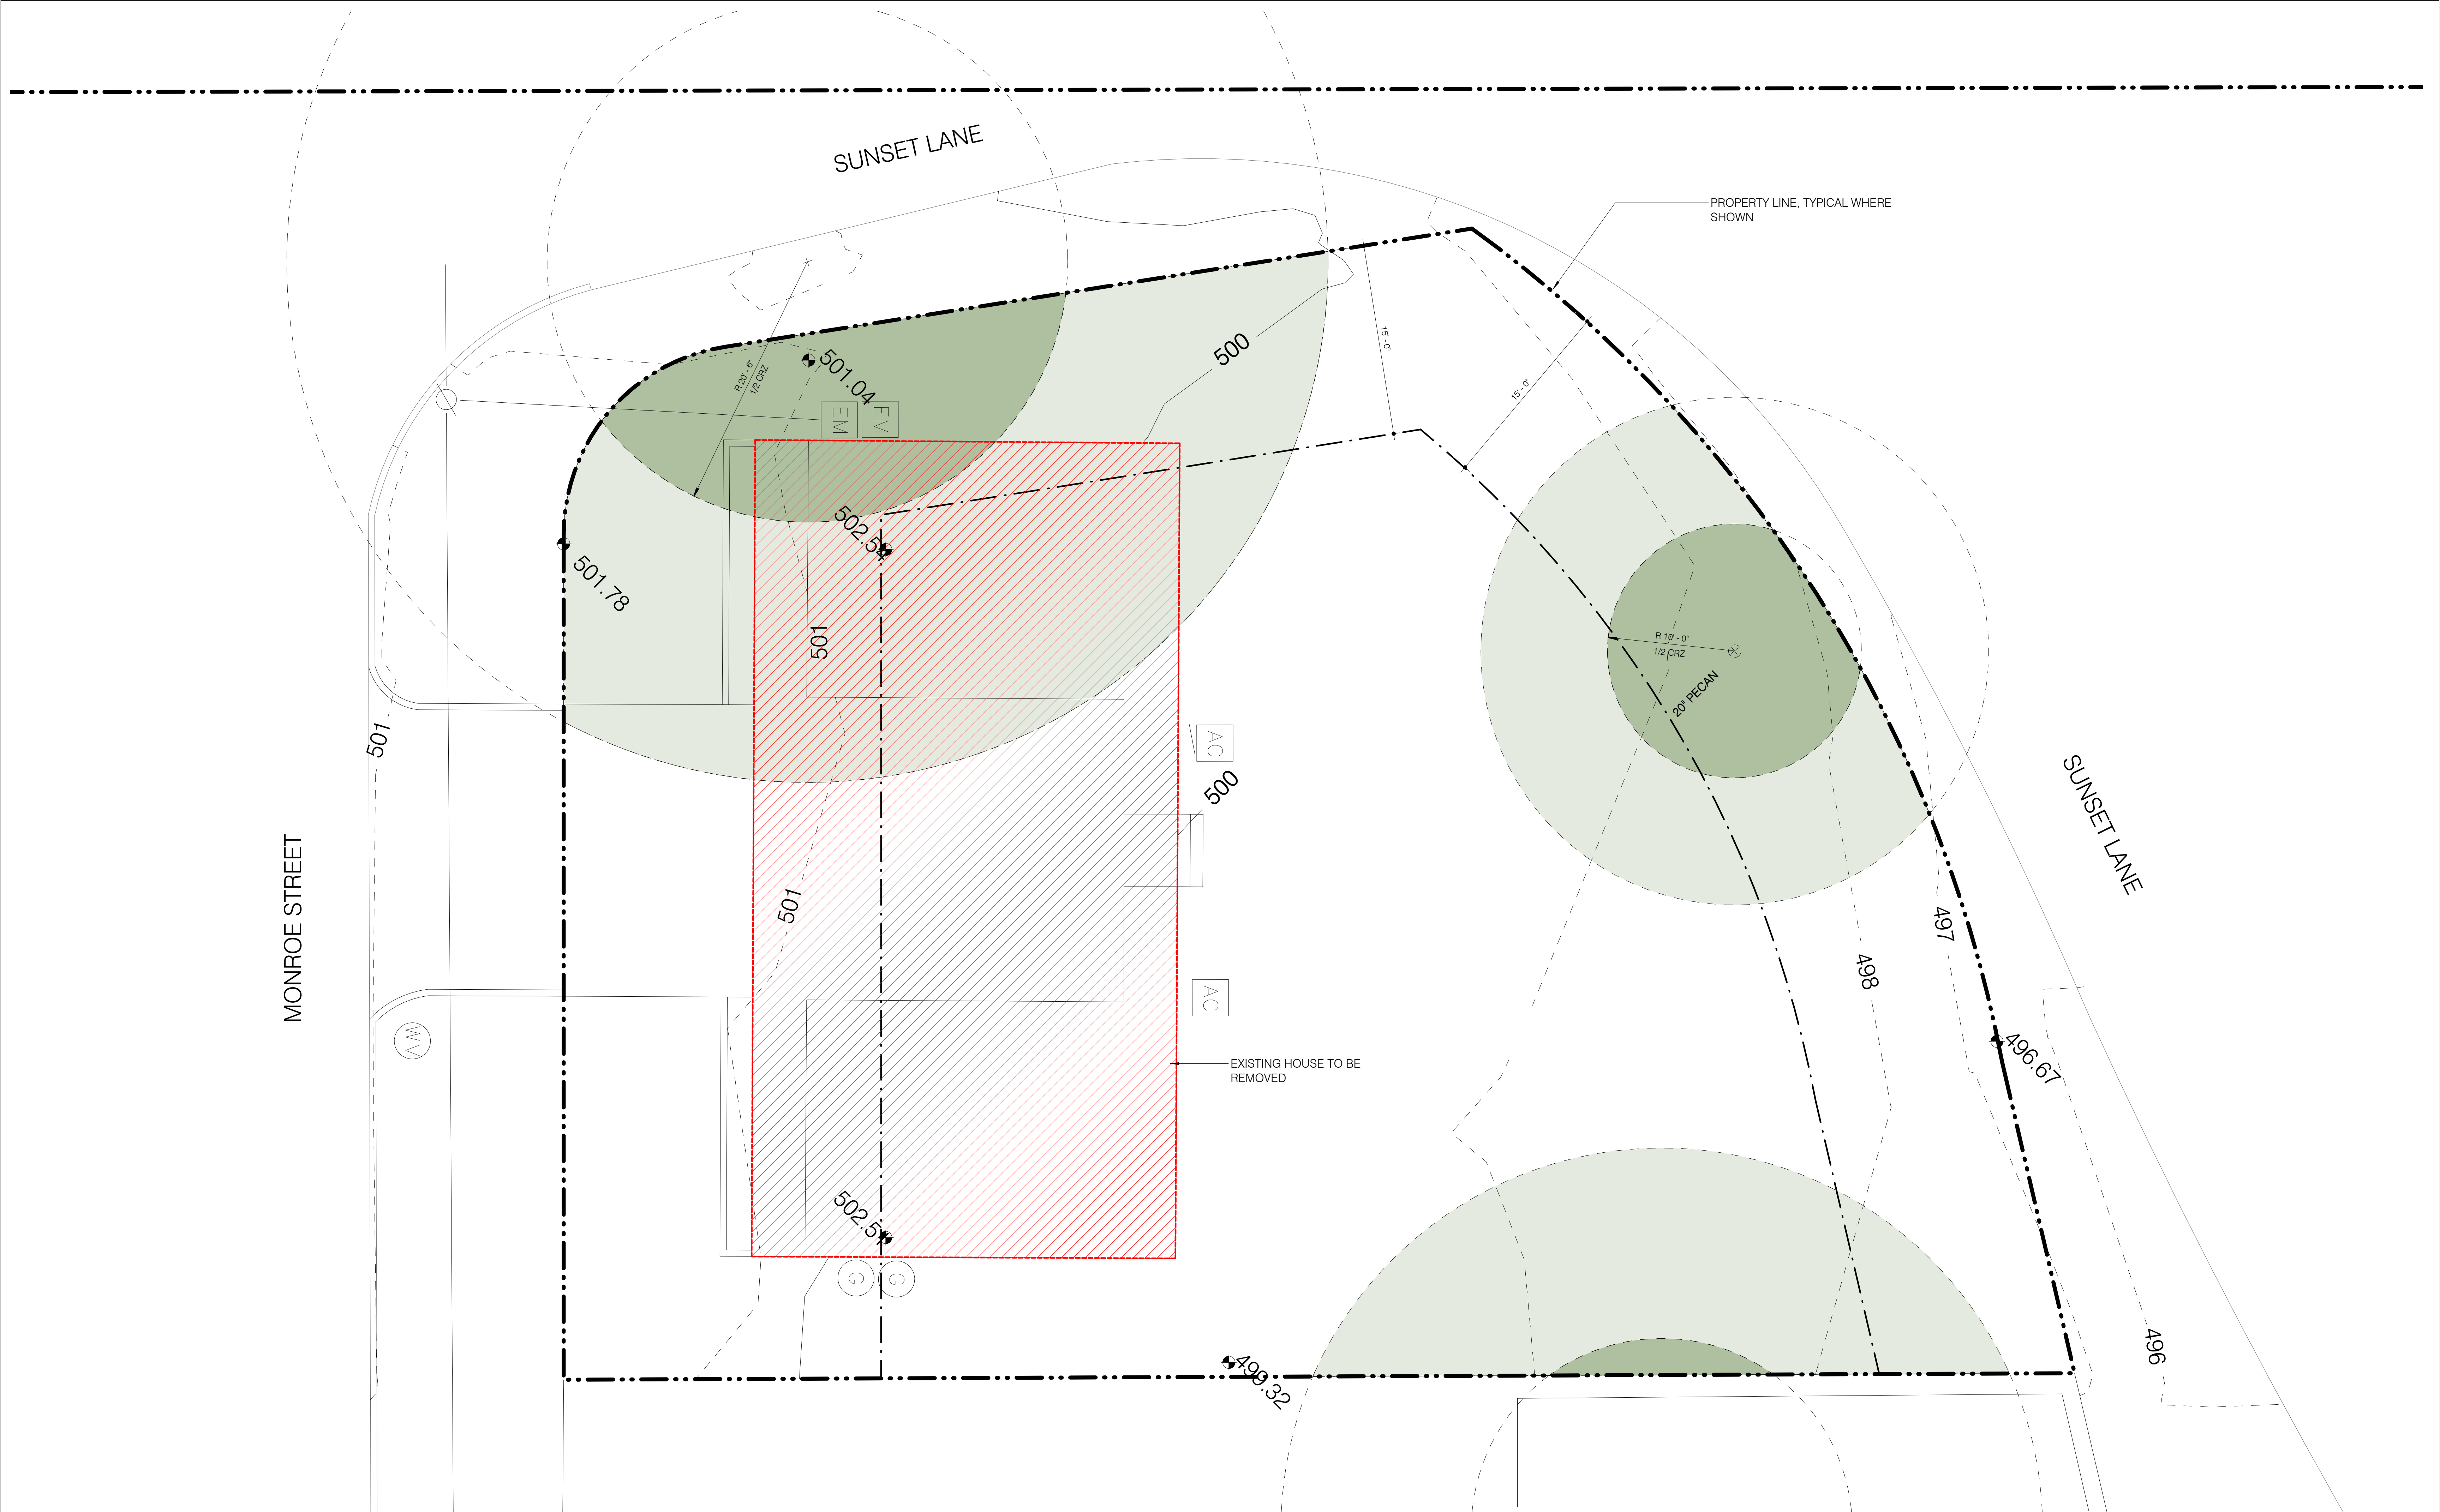 SUNSET LANE
PROPERTY LINE, TYPICAL WHERE
SHOWN
15' - 0"
15' - 0"
500
R 20' - 6"
1/2 CRZ
501.04
EM
EM
502.54
501.78
501
R 10' - 0"
1/2 CRZ
20" PECAN
501
AC
500
SUNSET LANE
MONROE STREET
501
497
498
AC
WM
496.67
EXISTING HOUSE TO BE
REMOVED
G
G
499.32
496